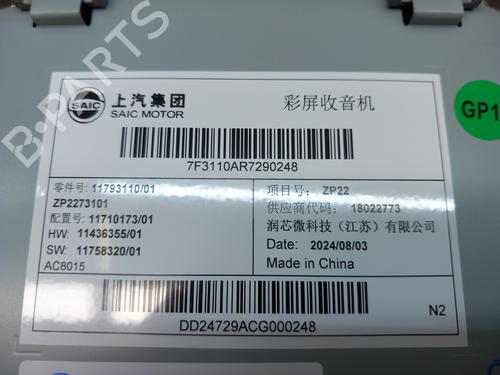 B-PARTS
SAIC
上汽集团
SAIC MOTOR
彩屏收音机
GP1
7F3110AR7290248
零件号: 11793110/01
ZP2273101
配置号: 11710173/01
HW: 11436355/01
SW: 11758320/01
AC8015
项目号: ZP22
供应商代码: 18022773
润芯微科技（江苏）有限公司
Date: 2024/08/03
Made in China
N2
DD24729ACG000248